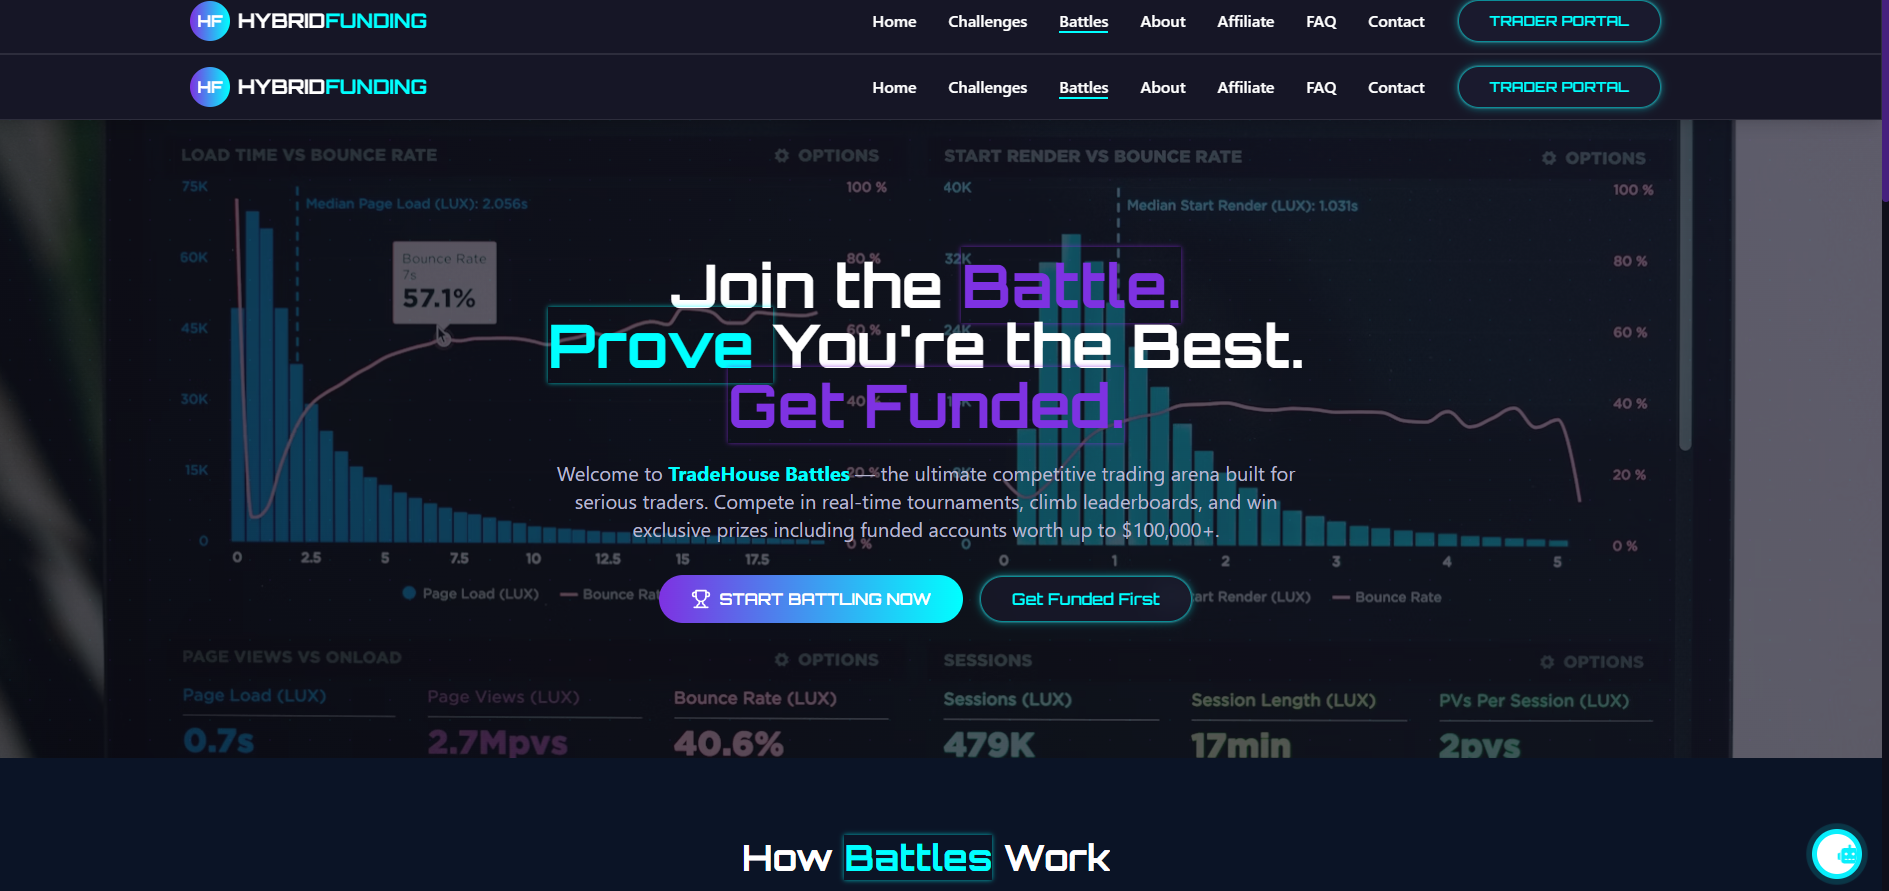 HF HYBRIDFUNDING Home Challenges Battles About Affiliate FAQ Contact TRADER PORTAL
HF HYBRIDFUNDING Home Challenges Battles About Affiliate FAQ Contact TRADER PORTAL
LOAD TIME VS BOUNCE RATE OPTIONS
75K 100 %
Median Page Load (LUX): 2.056s
60K 80 %
Bounce Rate
7s
57.1%
45K 60 %
30K 40
15K 20 %
0 0 %
0 2.5 5 7.5 10 12.5 15 17.5
Page Load (LUX) Bounce Rat
START RENDER VS BOUNCE RATE OPTIONS
40K 100 %
Median Start Render (LUX): 1.031s
32K 80 %
24K 60 %
40 %
20 %
0 0 %
0 1 2 3 4 5
art Render (LUX) Bounce Rate
Join the Battle.
Prove You're the Best.
Get Funded.
Welcome to TradeHouse Battles — the ultimate competitive trading arena built for
serious traders. Compete in real-time tournaments, climb leaderboards, and win
exclusive prizes including funded accounts worth up to $100,000+.
START BATTLING NOW Get Funded First
PAGE VIEWS VS ONLOAD OPTIONS
Page Load (LUX) Page Views (LUX) Bounce Rate (LUX)
0.7s 2.7Mpvs 40.6%
SESSIONS OPTIONS
Sessions (LUX) Session Length (LUX) PVs Per Session (LUX)
479K 17min 2pvs
How Battles Work